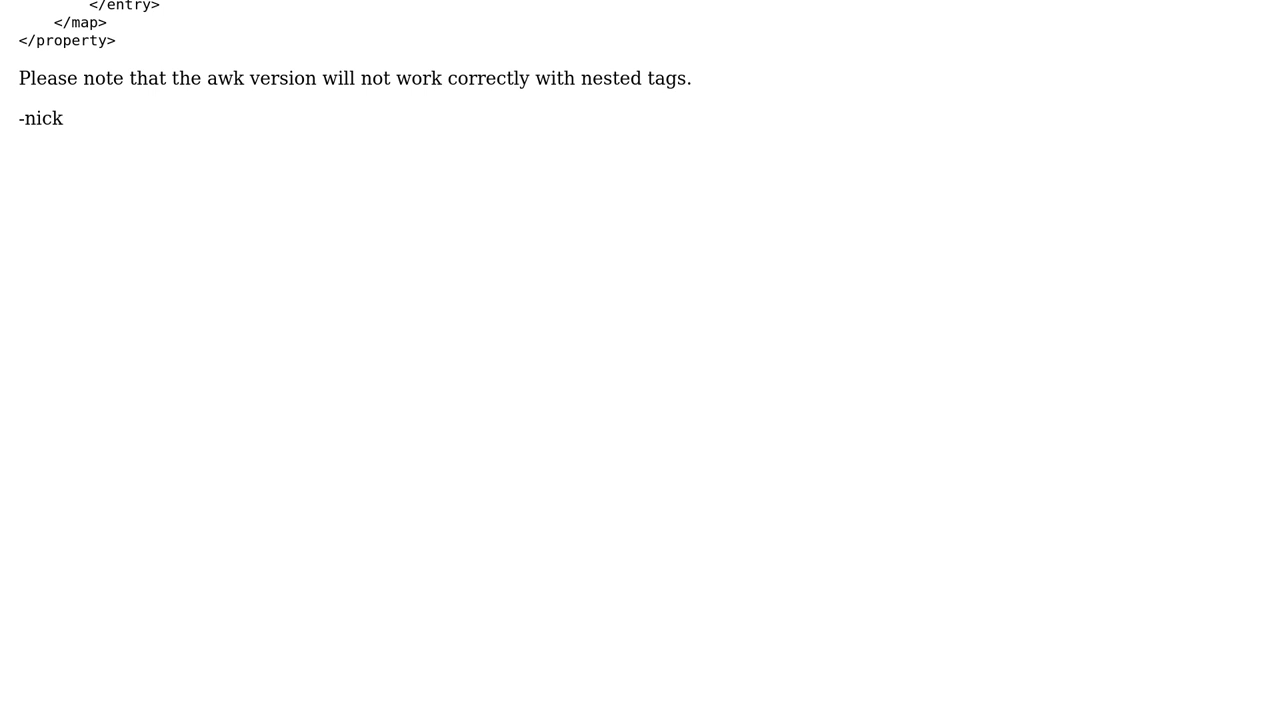 </entry>
    </map>
</property>
Please note that the awk version will not work correctly with nested tags.
-nick